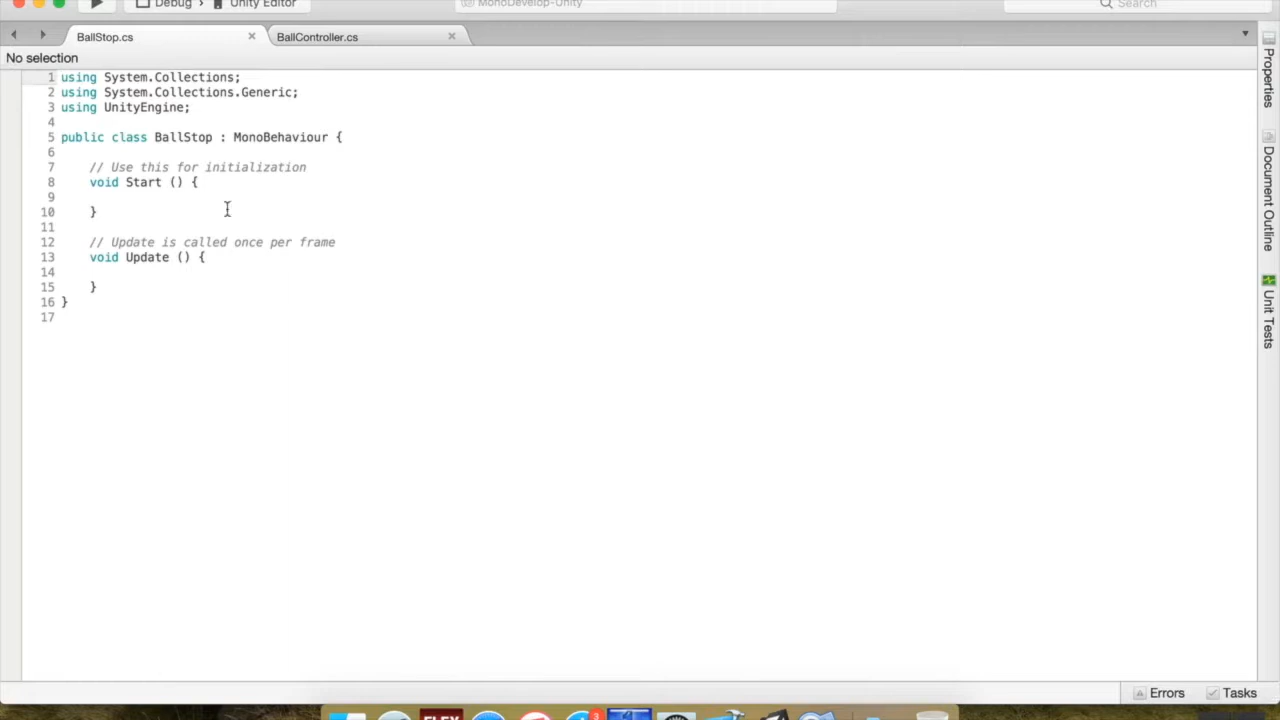 Debug › Unity Editor
MonoDevelop-Unity
Search
BallStop.cs
BallController.cs
No selection
1 using System.Collections;
2 using System.Collections.Generic;
3 using UnityEngine;
4
5 public class BallStop : MonoBehaviour {
6
7 // Use this for initialization
8 void Start () {
9
10 }
11
12 // Update is called once per frame
13 void Update () {
14
15 }
16 }
17
Properties
Document Outline
Unit Tests
Errors
Tasks
FLEX
3